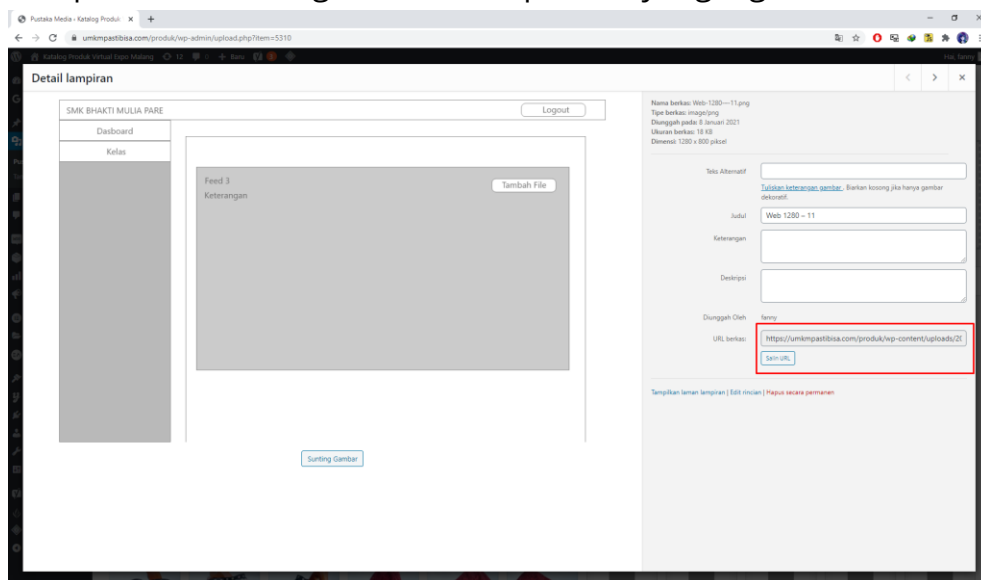 Pustaka Media - Katalog Produk
umkmpastibisa.com/produk/wp-admin/upload.php?item=5310
Katalog Produk Virtual Expo Malang 12 0 + Baru
Hai, fanny
Detail lampiran
SMK BHAKTI MULIA PARE
Logout
Dasboard
Kelas
Feed 3
Tambah File
Keterangan
Sunting Gambar
Nama berkas: Web-1280-–-11.png
Tipe berkas: image/png
Diunggah pada: 8 Januari 2021
Ukuran berkas: 18 KB
Dimensi: 1280 x 800 piksel
Teks Alternatif
Tuliskan keterangan gambar. Biarkan kosong jika hanya gambar
dekoratif.
Judul
Web 1280 – 11
Keterangan
Deskripsi
Diunggah Oleh
fanny
URL berkas:
https://umkmpastibisa.com/produk/wp-content/uploads/20
Salin URL
Tampilkan laman lampiran | Edit rincian | Hapus secara permanen